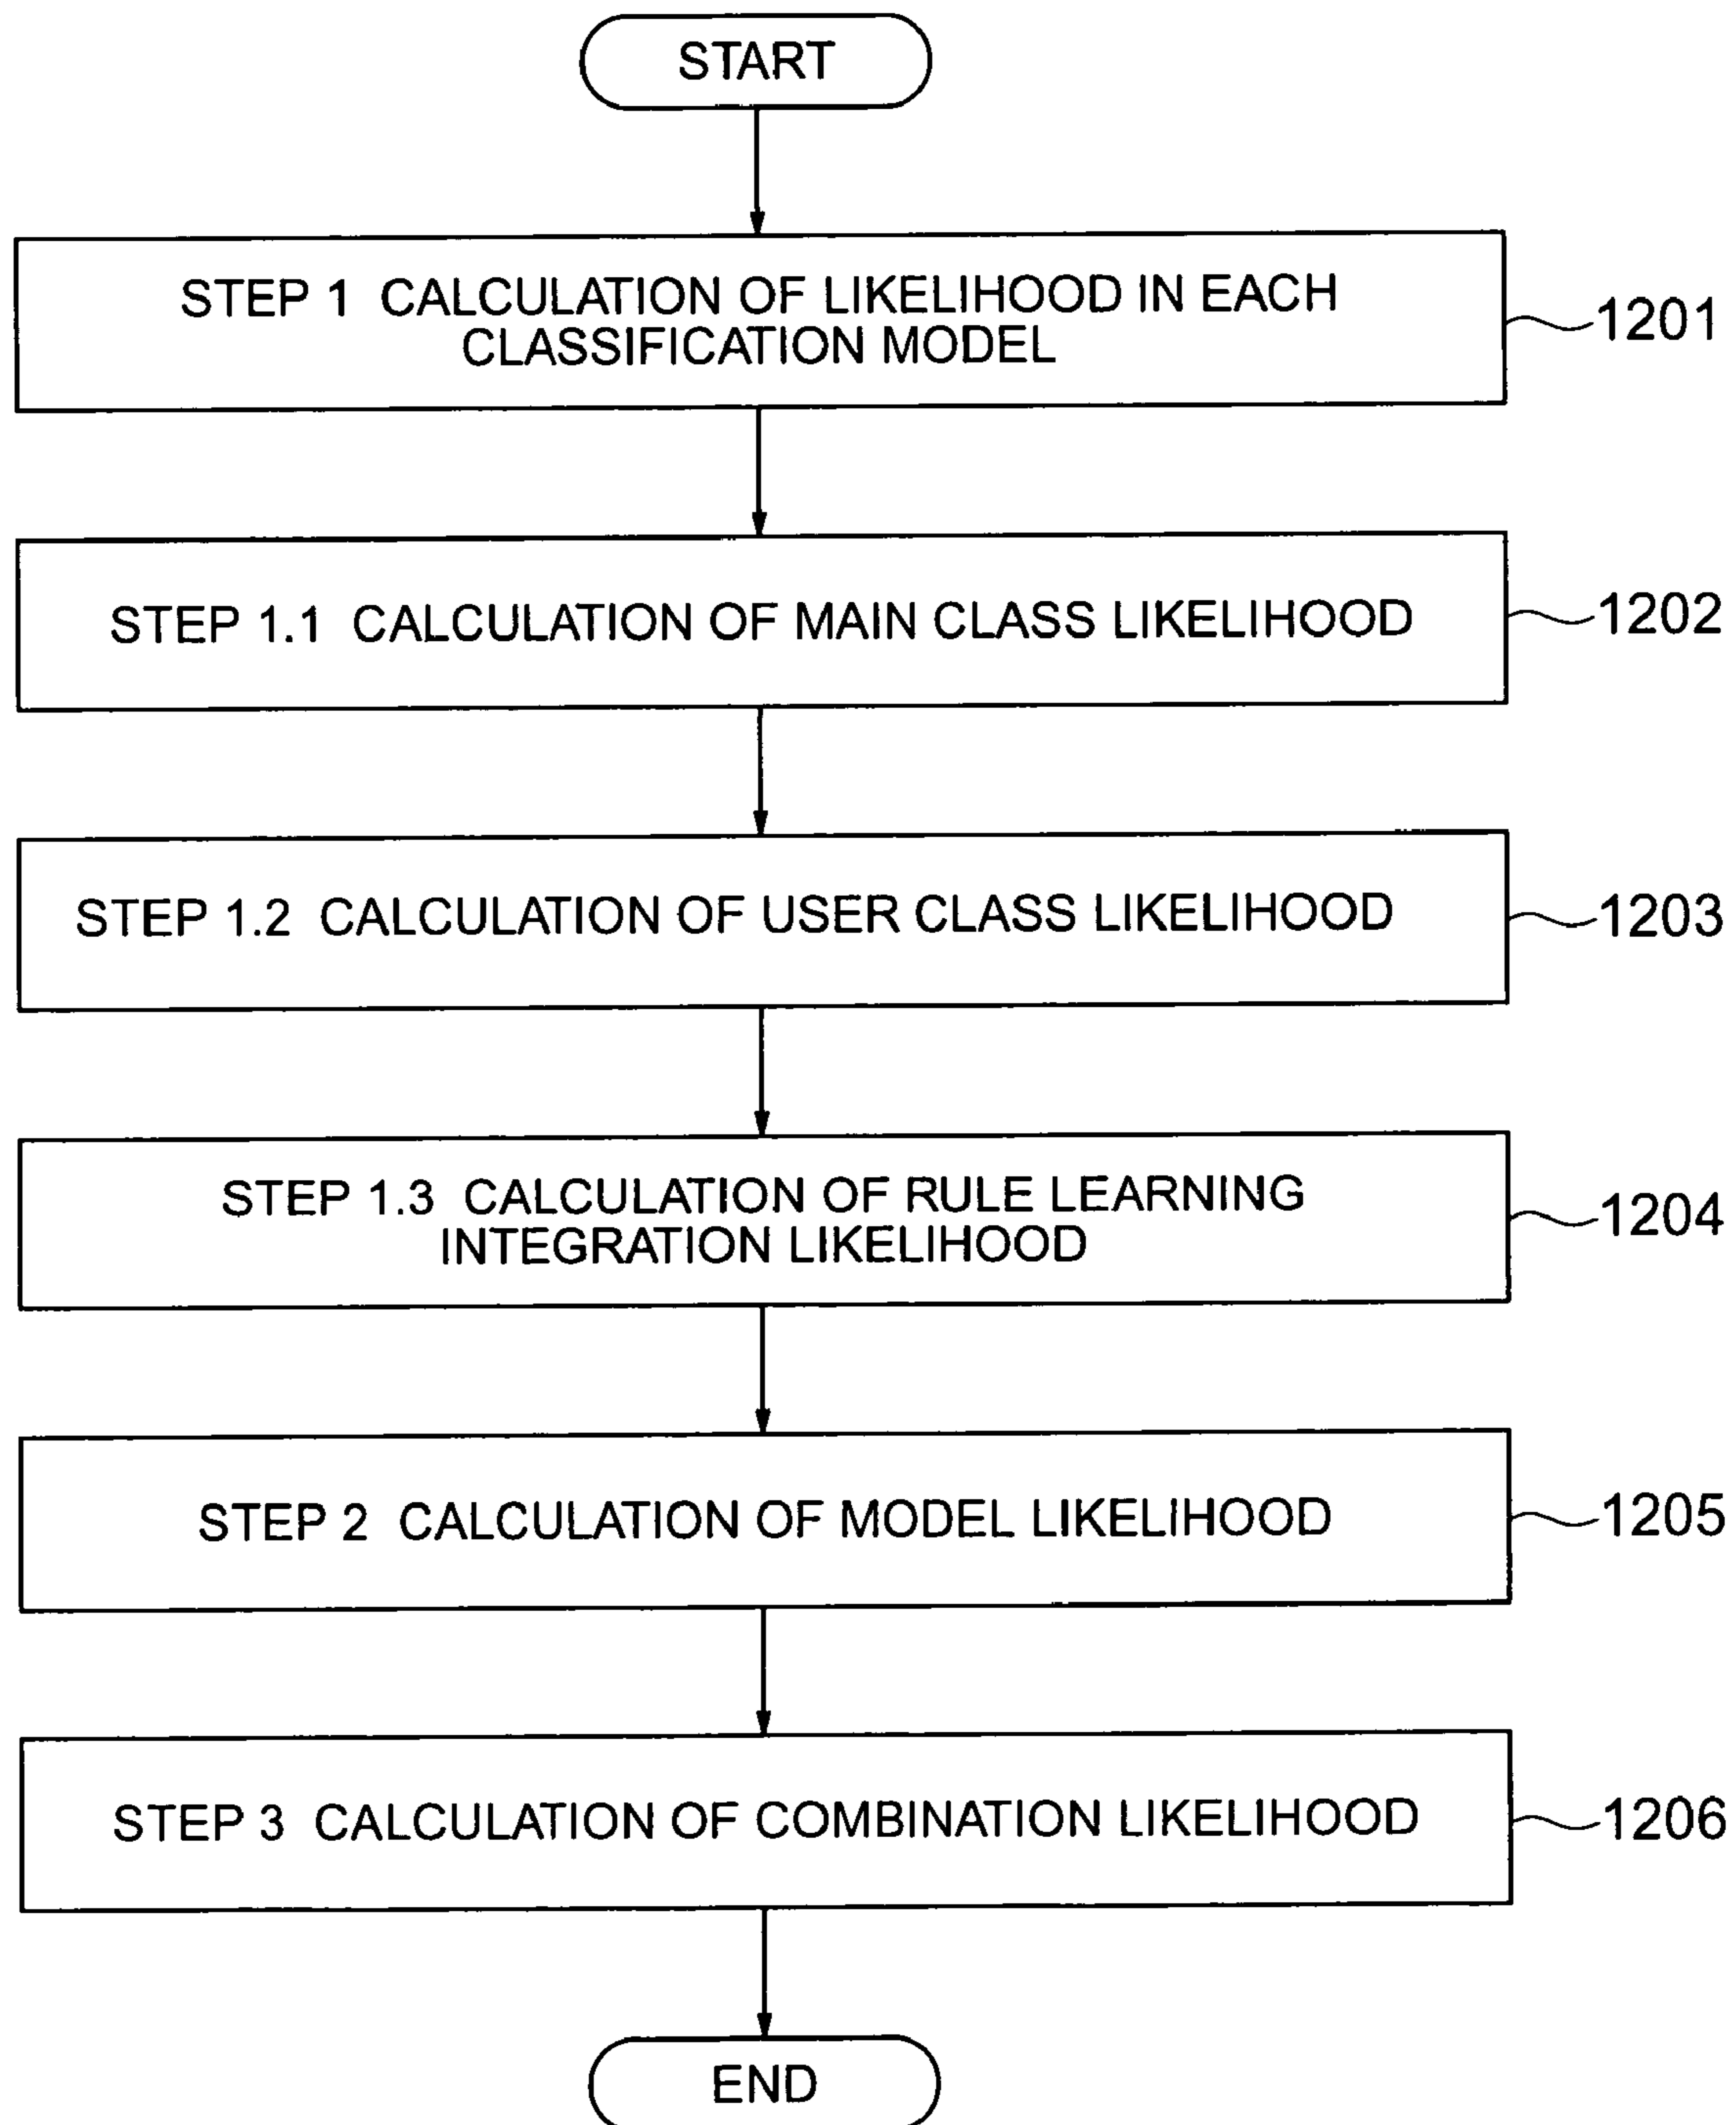 START
STEP 1 CALCULATION OF LIKELIHOOD IN EACH
CLASSIFICATION MODEL
1201
STEP 1.1 CALCULATION OF MAIN CLASS LIKELIHOOD
1202
STEP 1.2 CALCULATION OF USER CLASS LIKELIHOOD
1203
STEP 1.3 CALCULATION OF RULE LEARNING
INTEGRATION LIKELIHOOD
1204
STEP 2 CALCULATION OF MODEL LIKELIHOOD
1205
STEP 3 CALCULATION OF COMBINATION LIKELIHOOD
1206
END